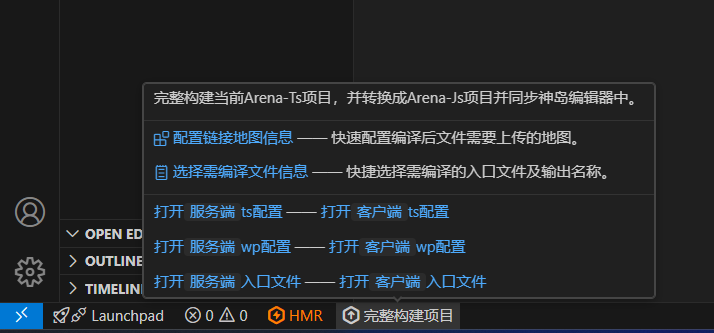 完整构建当前Arena-Ts项目，并转换成Arena-Js项目并同步神岛编辑器中。
配置链接地图信息 —— 快速配置编译后文件需要上传的地图。
选择需编译文件信息 —— 快捷选择需编译的入口文件及输出名称。
打开 服务端 ts配置 —— 打开 客户端 ts配置
OPEN ED
打开 服务端 wp配置 —— 打开 客户端 wp配置
OUTLINE
打开 服务端 入口文件 —— 打开 客户端 入口文件
TIMELINE
Launchpad 0 0 HMR 完整构建项目